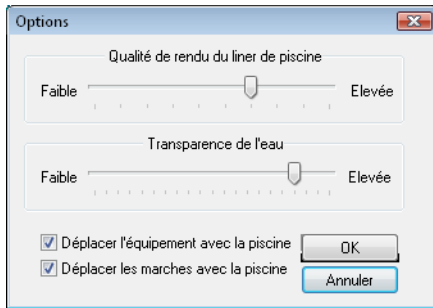 Options
Qualité de rendu du liner de piscine
Faible Elevée
Transparence de l'eau
Faible Elevée
Déplacer l'équipement avec la piscine OK
Déplacer les marches avec la piscine Annuler